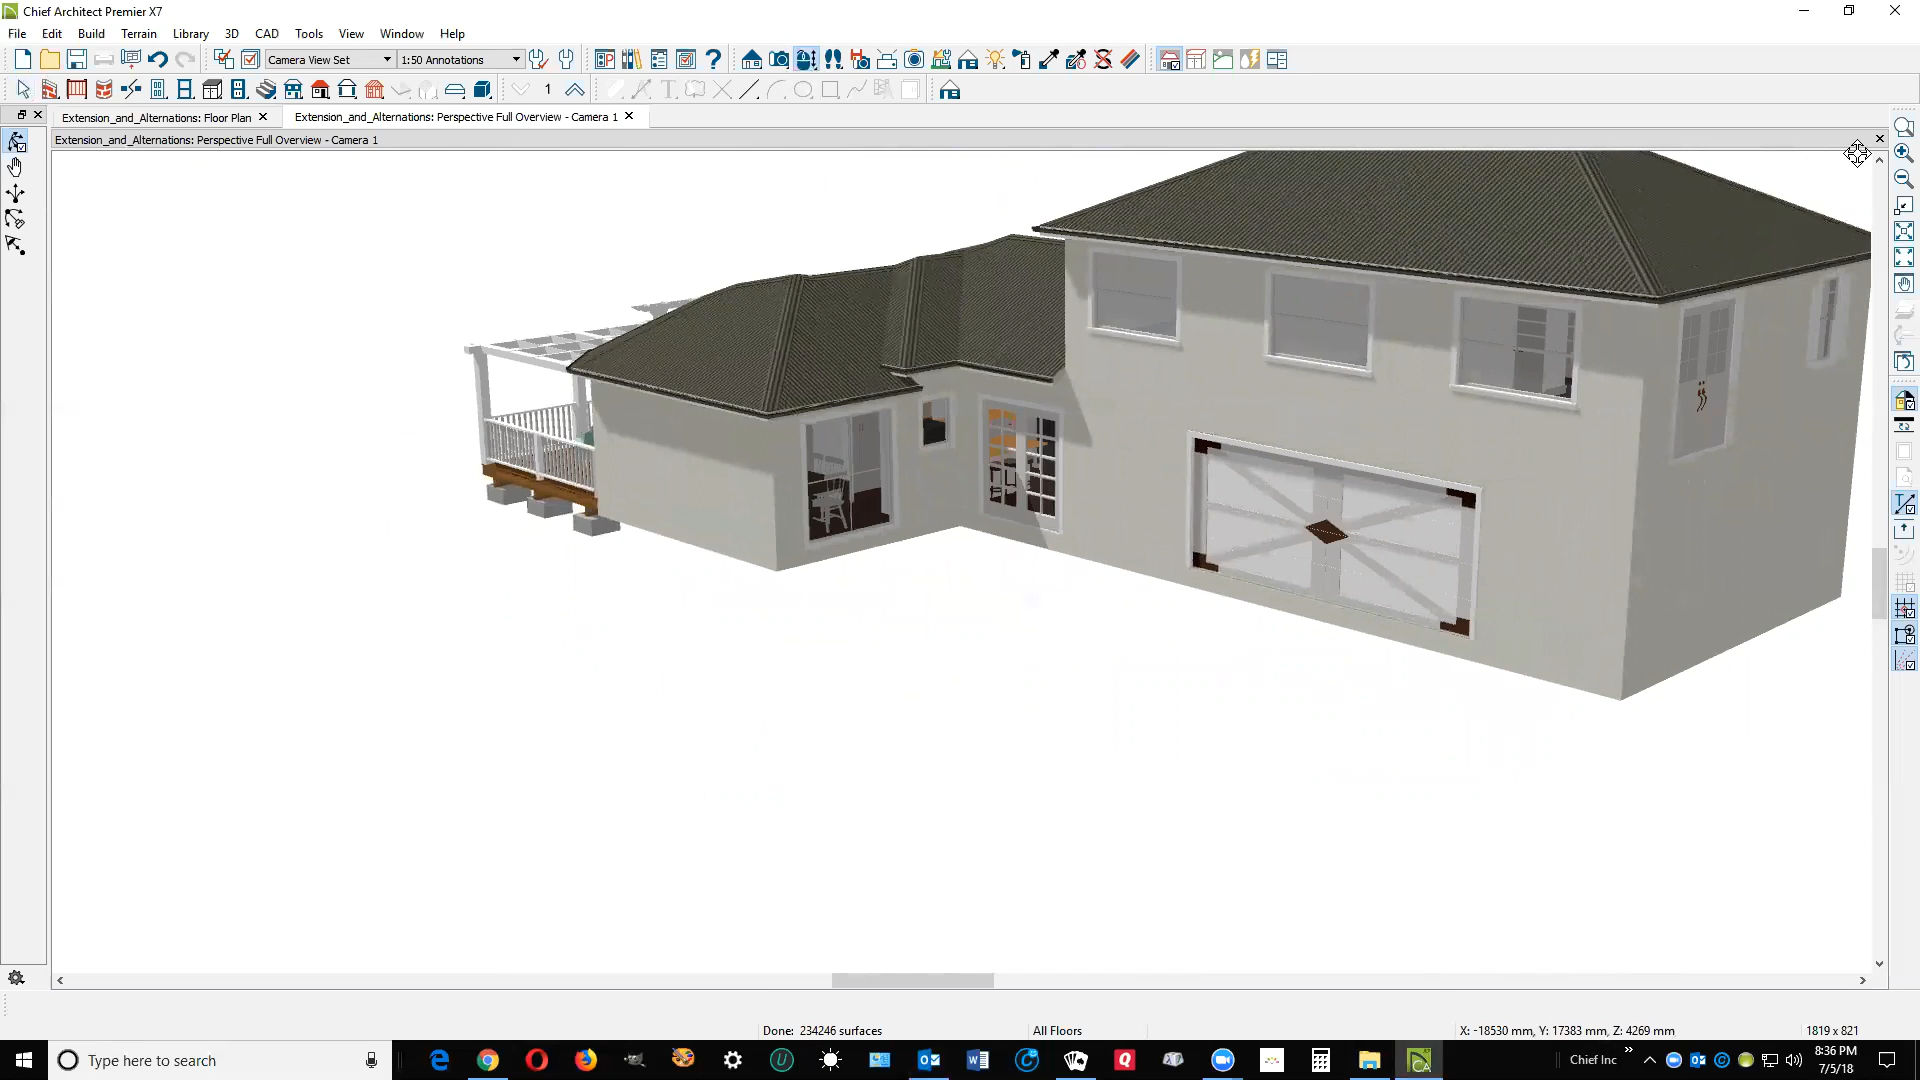 Chief Architect Premier X7
File Edit Build Terrain Library 3D CAD Tools View Window Help
Camera View Set 1:50 Annotations
1
Extension_and_Alternations: Floor Plan Extension_and_Alternations: Perspective Full Overview - Camera 1
Extension_and_Alternations: Perspective Full Overview - Camera 1
Done: 234246 surfaces All Floors X: -18530 mm, Y: 17383 mm, Z: 4269 mm 1819 x 821
Type here to search Chief Inc 8:36 PM
7/5/18